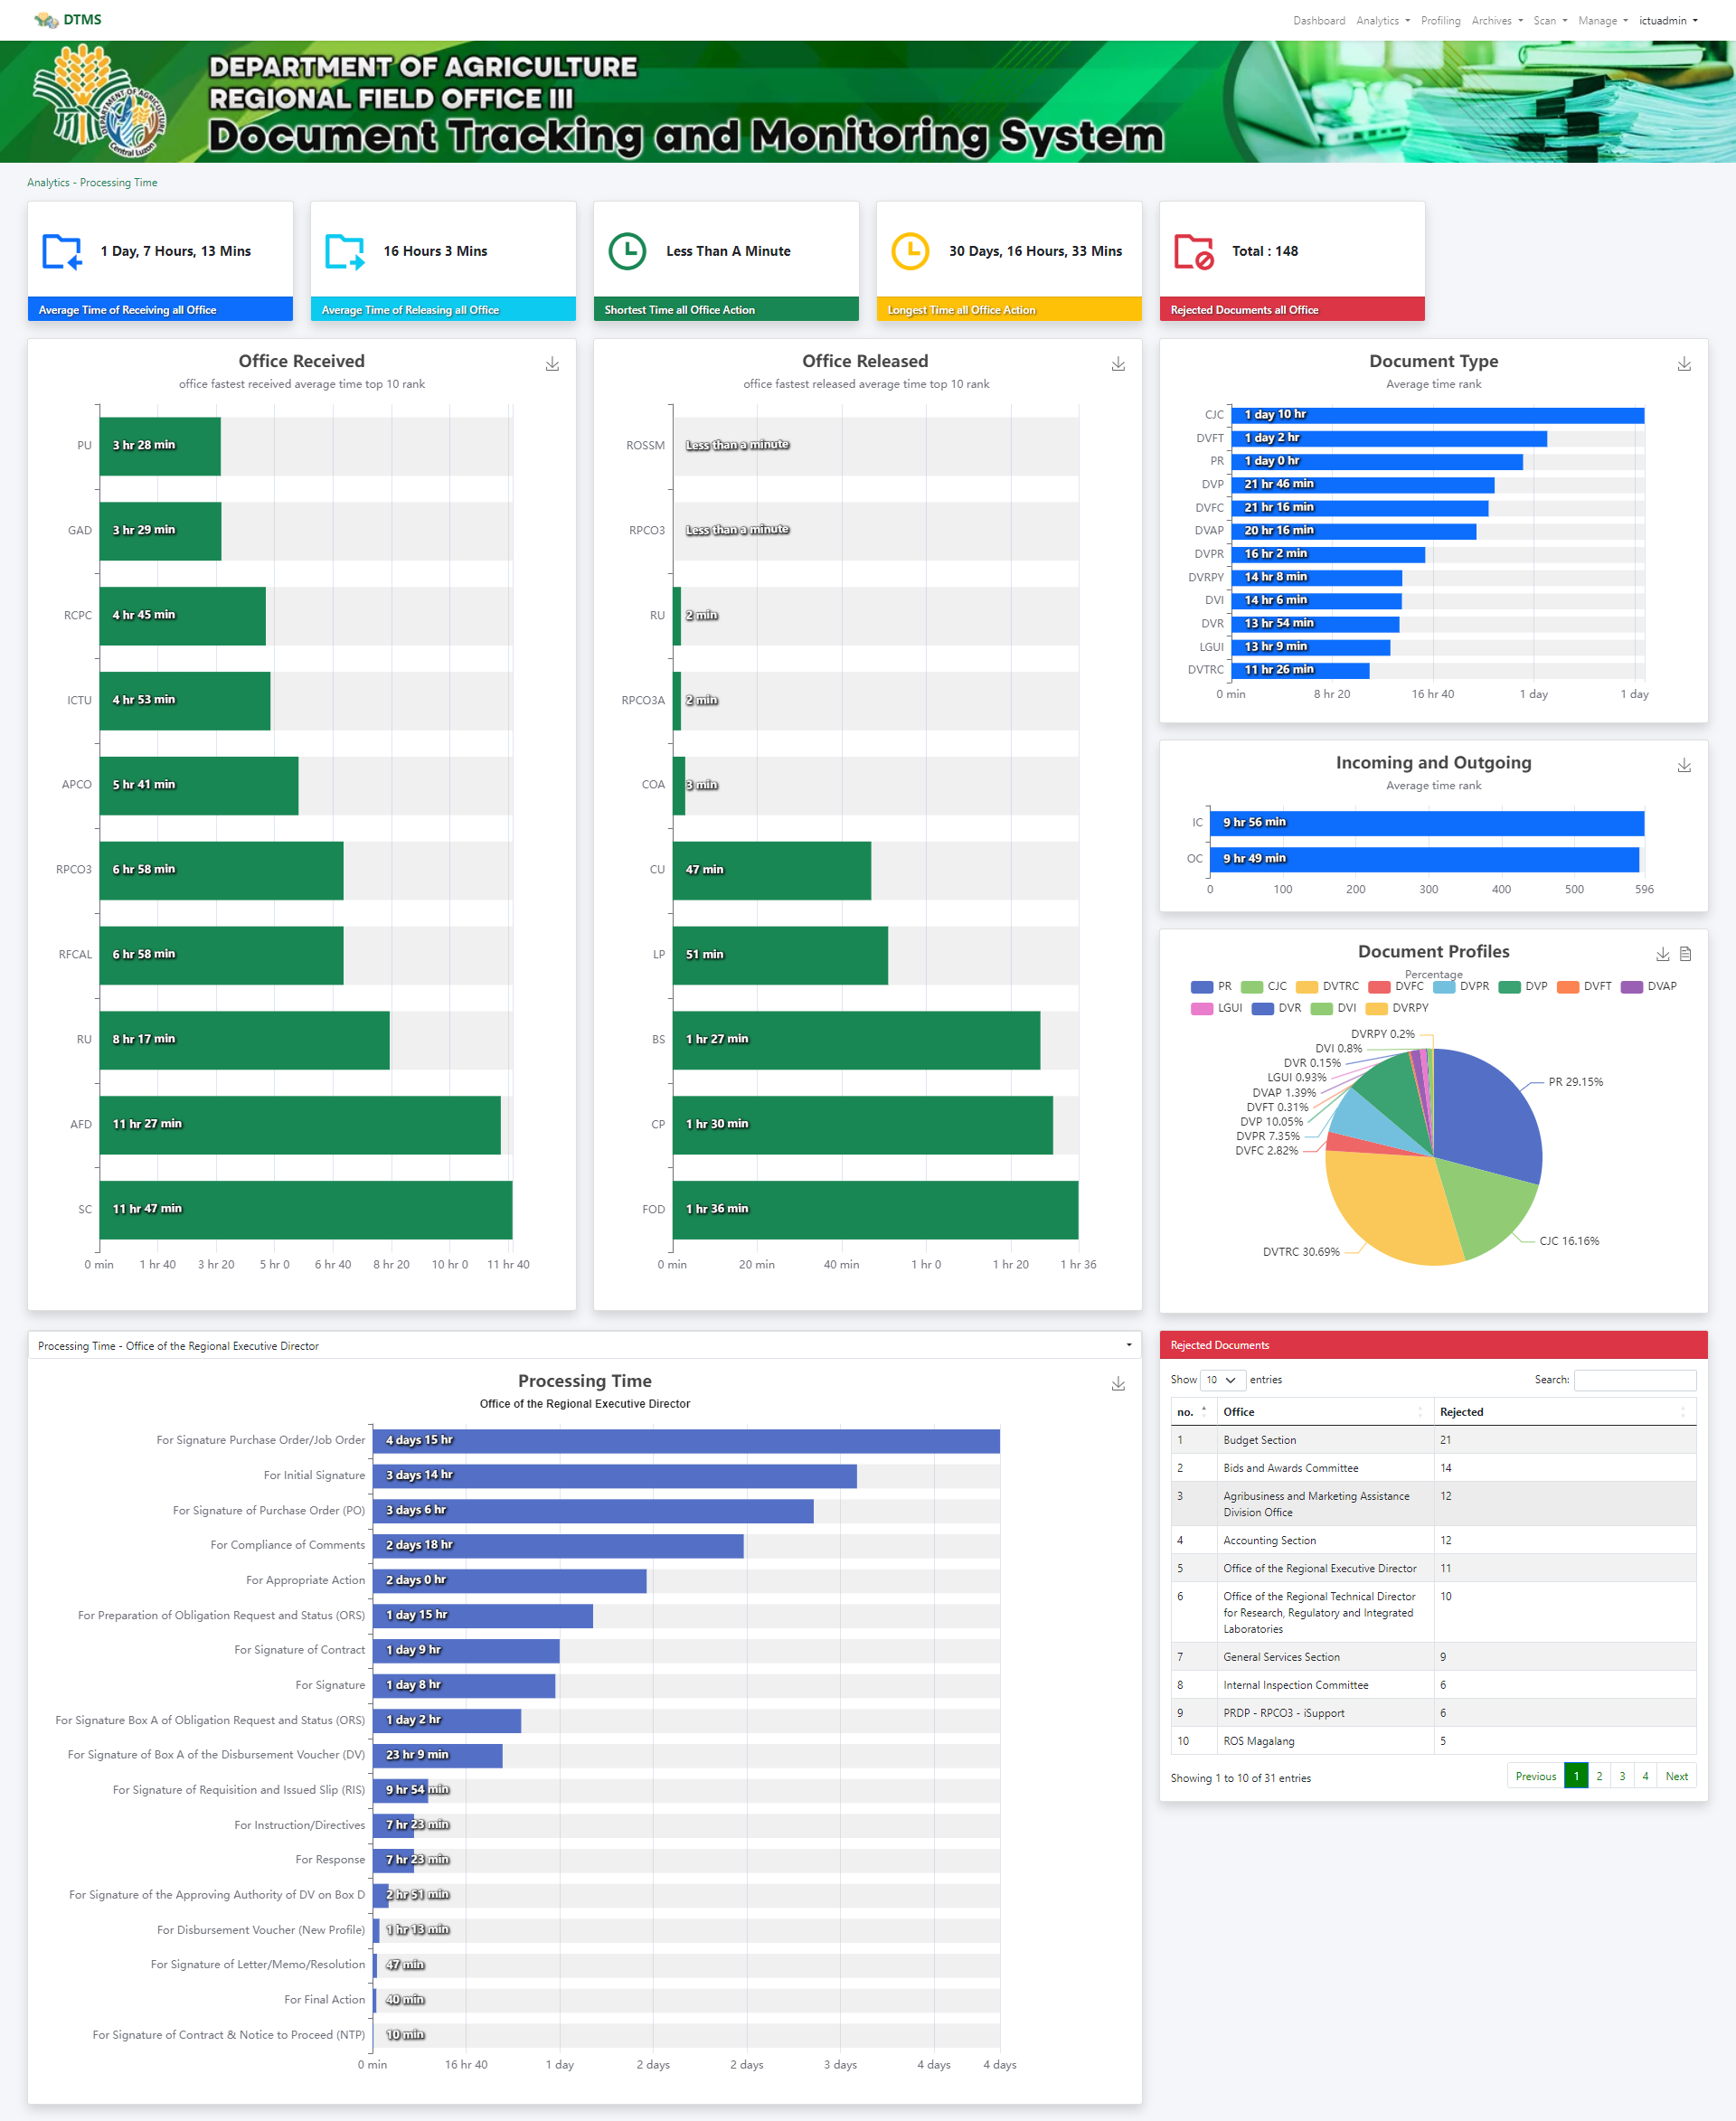 DTMS
Dashboard Analytics Profiling Archives Scan Manage ictuadmin
DEPARTMENT OF AGRICULTURE
REGIONAL FIELD OFFICE III
Document Tracking and Monitoring System
DEPARTMENT OF AGRICULTURE
Central Luzon
Analytics - Processing Time
1 Day, 7 Hours, 13 Mins
Average Time of Receiving all Office
16 Hours 3 Mins
Average Time of Releasing all Office
Less Than A Minute
Shortest Time all Office Action
30 Days, 16 Hours, 33 Mins
Longest Time all Office Action
Total : 148
Rejected Documents all Office
Office Received
office fastest received average time top 10 rank
PU 3 hr 28 min
GAD 3 hr 29 min
RCPC 4 hr 45 min
ICTU 4 hr 53 min
APCO 5 hr 41 min
RPCO3 6 hr 58 min
RFCAL 6 hr 58 min
RU 8 hr 17 min
AFD 11 hr 27 min
SC 11 hr 47 min
0 min 1 hr 40 3 hr 20 5 hr 0 6 hr 40 8 hr 20 10 hr 0 11 hr 40
Office Released
office fastest released average time top 10 rank
ROSSM Less than a minute
RPCO3 Less than a minute
RU 2 min
RPCO3A 2 min
COA 3 min
CU 47 min
LP 51 min
BS 1 hr 27 min
CP 1 hr 30 min
FOD 1 hr 36 min
0 min 20 min 40 min 1 hr 0 1 hr 20 1 hr 36
Document Type
Average time rank
CJC 1 day 10 hr
DVFT 1 day 2 hr
PR 1 day 0 hr
DVP 21 hr 46 min
DVFC 21 hr 16 min
DVAP 20 hr 16 min
DVPR 16 hr 2 min
DVRPY 14 hr 8 min
DVI 14 hr 6 min
DVR 13 hr 54 min
LGUI 13 hr 9 min
DVTRC 11 hr 26 min
0 min 8 hr 20 16 hr 40 1 day 1 day
Incoming and Outgoing
Average time rank
IC 9 hr 56 min
OC 9 hr 49 min
0 100 200 300 400 500 596
Document Profiles
Percentage
PR CJC DVTRC DVFC DVPR DVP DVFT DVAP
LGUI DVR DVI DVRPY
DVRPY 0.2%
DVI 0.8%
DVR 0.15%
LGUI 0.93%
DVAP 1.39%
DVFT 0.31%
DVP 10.05%
DVPR 7.35%
DVFC 2.82%
PR 29.15%
CJC 16.16%
DVTRC 30.69%
Processing Time - Office of the Regional Executive Director
Processing Time
Office of the Regional Executive Director
For Signature Purchase Order/Job Order 4 days 15 hr
For Initial Signature 3 days 14 hr
For Signature of Purchase Order (PO) 3 days 6 hr
For Compliance of Comments 2 days 18 hr
For Appropriate Action 2 days 0 hr
For Preparation of Obligation Request and Status (ORS) 1 day 15 hr
For Signature of Contract 1 day 9 hr
For Signature 1 day 8 hr
For Signature Box A of Obligation Request and Status (ORS) 1 day 2 hr
For Signature of Box A of the Disbursement Voucher (DV) 23 hr 9 min
For Signature of Requisition and Issued Slip (RIS) 9 hr 54 min
For Instruction/Directives 7 hr 23 min
For Response 7 hr 23 min
For Signature of the Approving Authority of DV on Box D 2 hr 51 min
For Disbursement Voucher (New Profile) 1 hr 13 min
For Signature of Letter/Memo/Resolution 47 min
For Final Action 40 min
For Signature of Contract & Notice to Proceed (NTP) 10 min
0 min 16 hr 40 1 day 2 days 2 days 3 days 4 days 4 days
Rejected Documents
Show 10 entries Search:
no. Office Rejected
1 Budget Section 21
2 Bids and Awards Committee 14
3 Agribusiness and Marketing Assistance 12
Division Office
4 Accounting Section 12
5 Office of the Regional Executive Director 11
6 Office of the Regional Technical Director 10
for Research, Regulatory and Integrated
Laboratories
7 General Services Section 9
8 Internal Inspection Committee 6
9 PRDP - RPCO3 - iSupport 6
10 ROS Magalang 5
Showing 1 to 10 of 31 entries Previous 1 2 3 4 Next